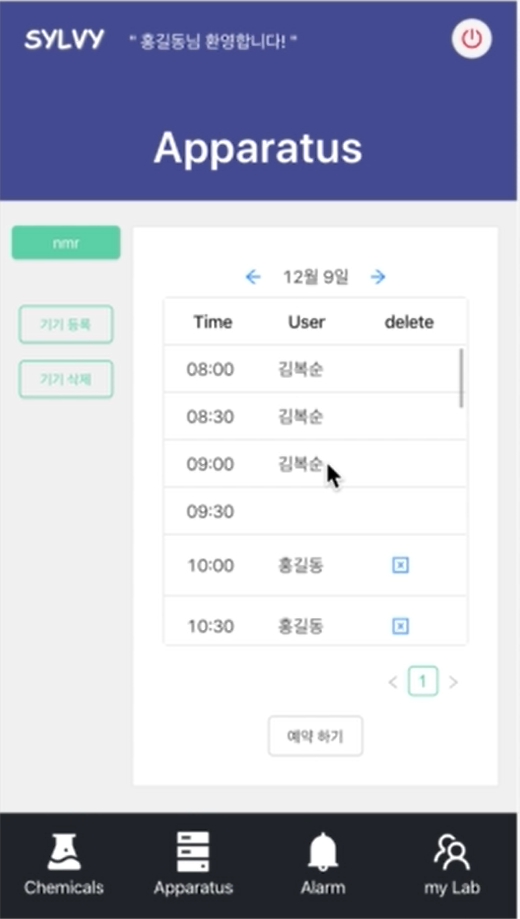 SYLVY
" 홍길동님 환영합니다! "
Apparatus
nmr
기기 등록
기기 삭제
12월 9일
Time User delete
08:00 김복순
08:30 김복순
09:00 김복순
09:30
10:00 홍길동
10:30 홍길동
1
예약 하기
Chemicals Apparatus Alarm my Lab